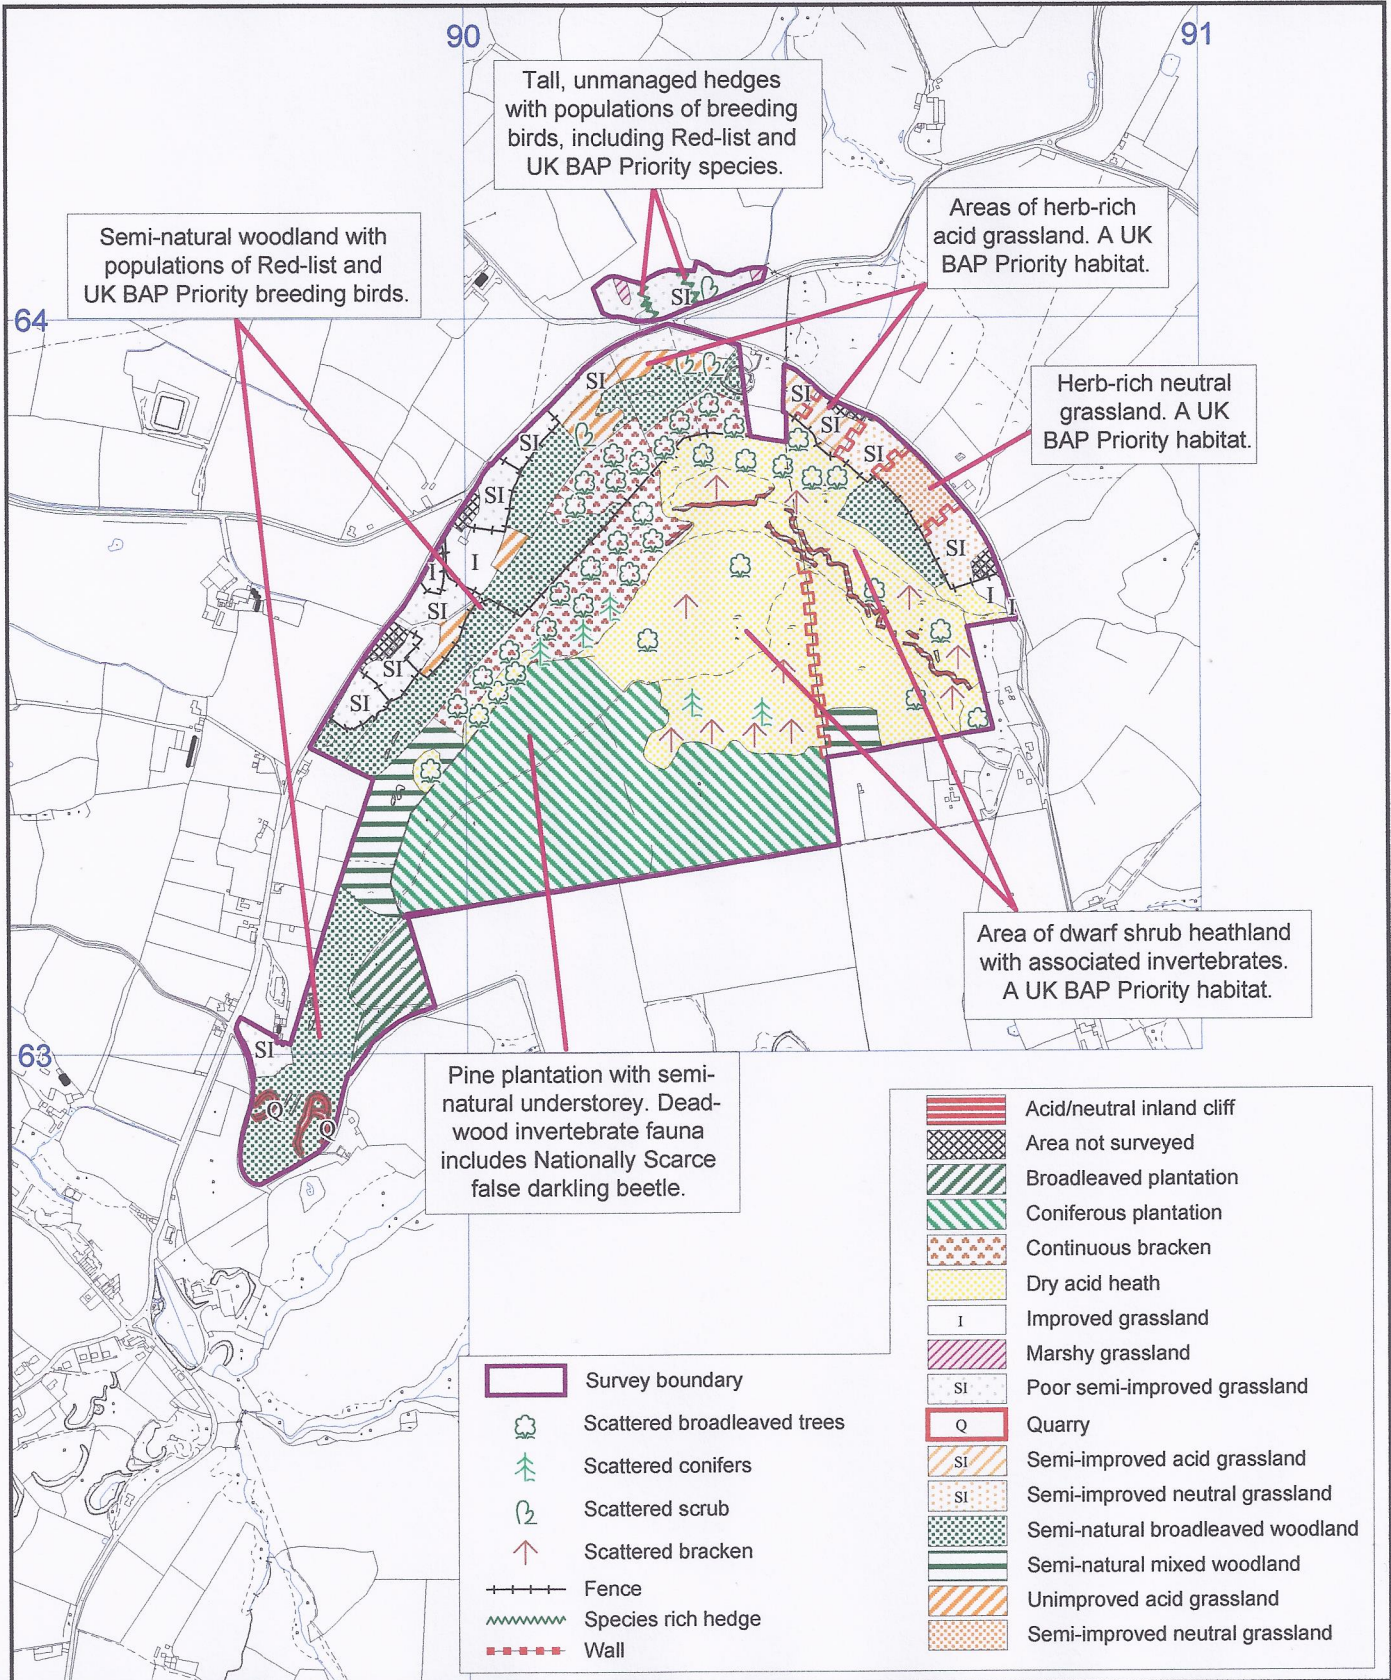 90
91
Tall, unmanaged hedges
with populations of breeding
birds, including Red-list and
UK BAP Priority species.
Areas of herb-rich
acid grassland. A UK
BAP Priority habitat.
Semi-natural woodland with
populations of Red-list and
UK BAP Priority breeding birds.
64
Herb-rich neutral
grassland. A UK
BAP Priority habitat.
SI
SI
SI
SI
SI
SI
SI
SI
I
I
I
I
SI
SI
SI
Area of dwarf shrub heathland
with associated invertebrates.
A UK BAP Priority habitat.
63
SI
Q
Q
Pine plantation with semi-
natural understorey. Dead-
wood invertebrate fauna
includes Nationally Scarce
false darkling beetle.
Survey boundary
Scattered broadleaved trees
Scattered conifers
Scattered scrub
Scattered bracken
Fence
Species rich hedge
Wall
Acid/neutral inland cliff
Area not surveyed
Broadleaved plantation
Coniferous plantation
Continuous bracken
Dry acid heath
I Improved grassland
Marshy grassland
SI Poor semi-improved grassland
Q Quarry
SI Semi-improved acid grassland
SI Semi-improved neutral grassland
Semi-natural broadleaved woodland
Semi-natural mixed woodland
Unimproved acid grassland
Semi-improved neutral grassland